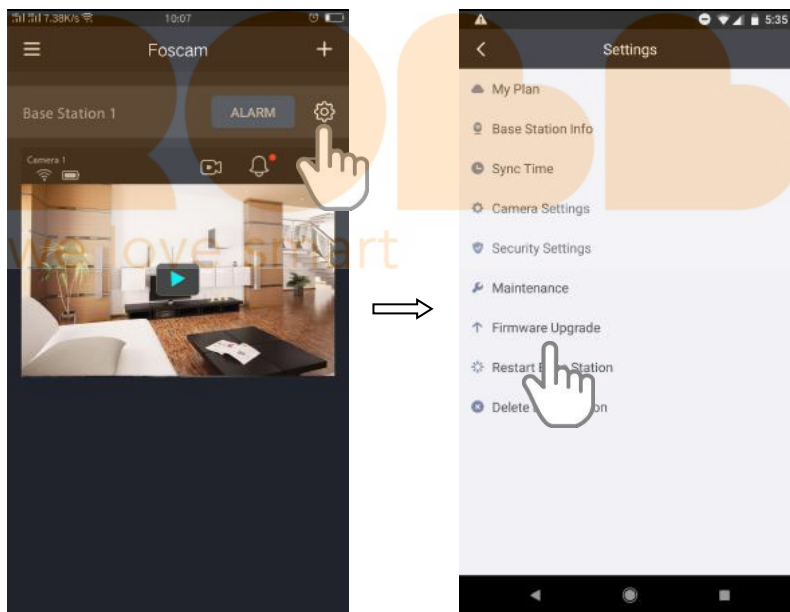 7.38K/s
10:07
Foscam
Base Station 1
ALARM
Camera 1
we love smart
5:35
Settings
My Plan
Base Station Info
Sync Time
Camera Settings
Security Settings
Maintenance
Firmware Upgrade
Restart Station
Delete